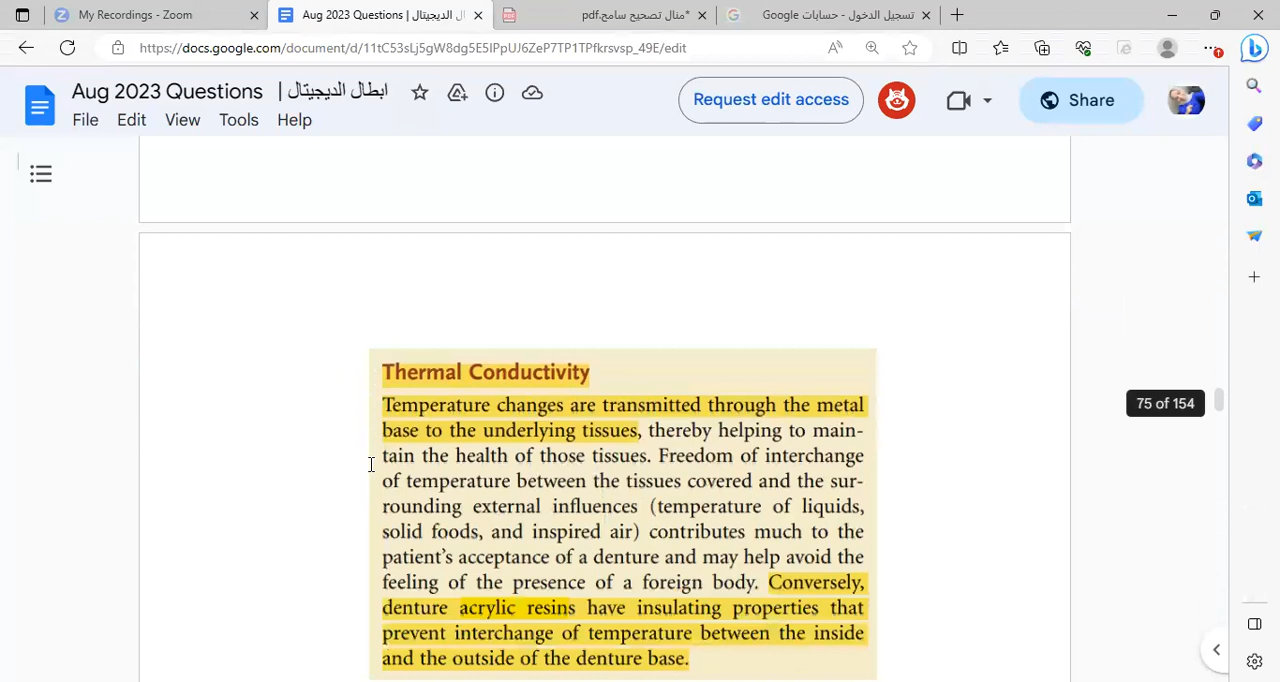 My Recordings - Zoom
Aug 2023 Questions | ابطال الديجيتال
*منال تصحيح سامح.pdf
تسجيل الدخول - حسابات Google
https://docs.google.com/document/d/11tC53sLj5gW8dg5E5IPpUJ6ZeP7TP1TPfkrsvsp_49E/edit
Aug 2023 Questions | ابطال الديجيتال
Request edit access
Share
File Edit View Tools Help
Thermal Conductivity
Temperature changes are transmitted through the metal
base to the underlying tissues, thereby helping to main-
tain the health of those tissues. Freedom of interchange
of temperature between the tissues covered and the sur-
rounding external influences (temperature of liquids,
solid foods, and inspired air) contributes much to the
patient's acceptance of a denture and may help avoid the
feeling of the presence of a foreign body. Conversely,
denture acrylic resins have insulating properties that
prevent interchange of temperature between the inside
and the outside of the denture base.
75 of 154